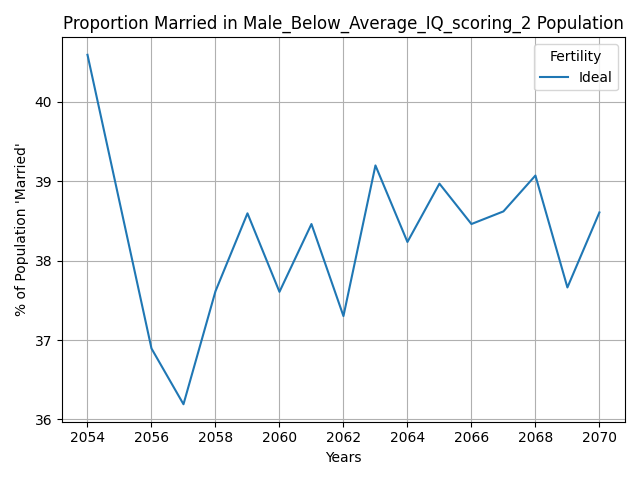 Proportion Married in Male_Below_Average_IQ_scoring_2 Population
% of Population 'Married'
Fertility
Ideal
40
39
38
37
36
2054 2056 2058 2060 2062 2064 2066 2068 2070
Years